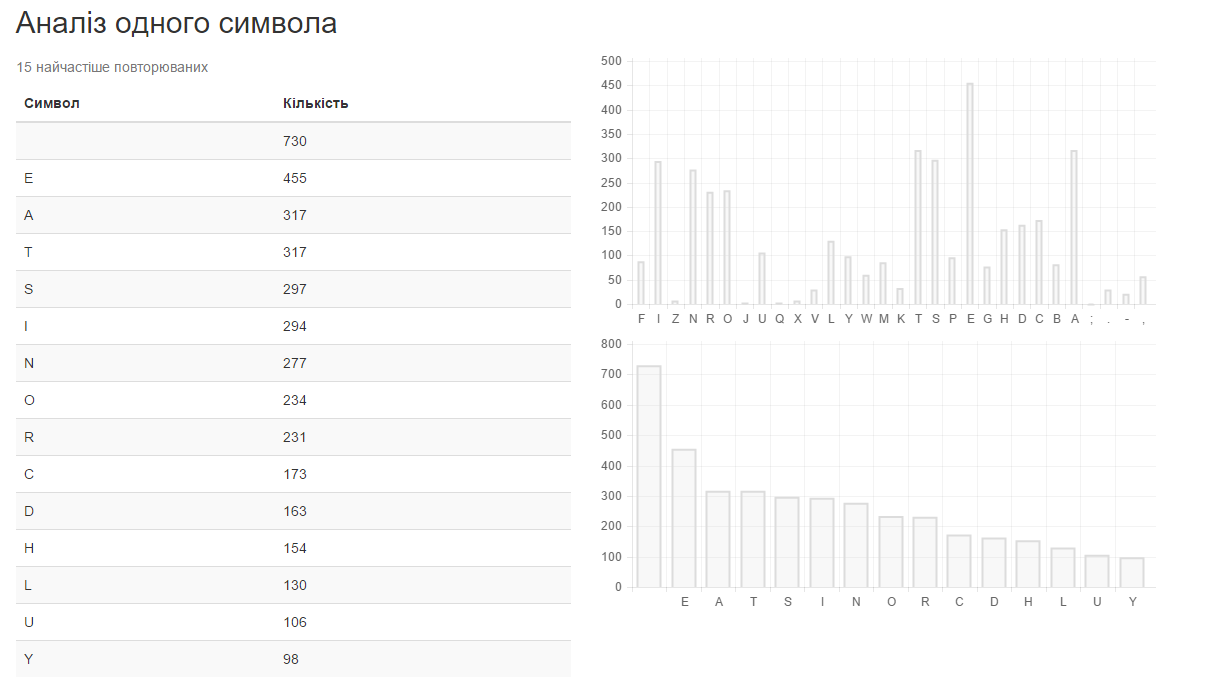 Аналіз одного символа
15 найчастіше повторюваних
Символ Кількість
730
E 455
A 317
T 317
S 297
I 294
N 277
O 234
R 231
C 173
D 163
H 154
L 130
U 106
Y 98
500
450
400
350
300
250
200
150
100
50
0
F I Z N R O J U Q X V L Y W M K T S P E G H D C B A ; . - ,
800
700
600
500
400
300
200
100
0
E A T S I N O R C D H L U Y